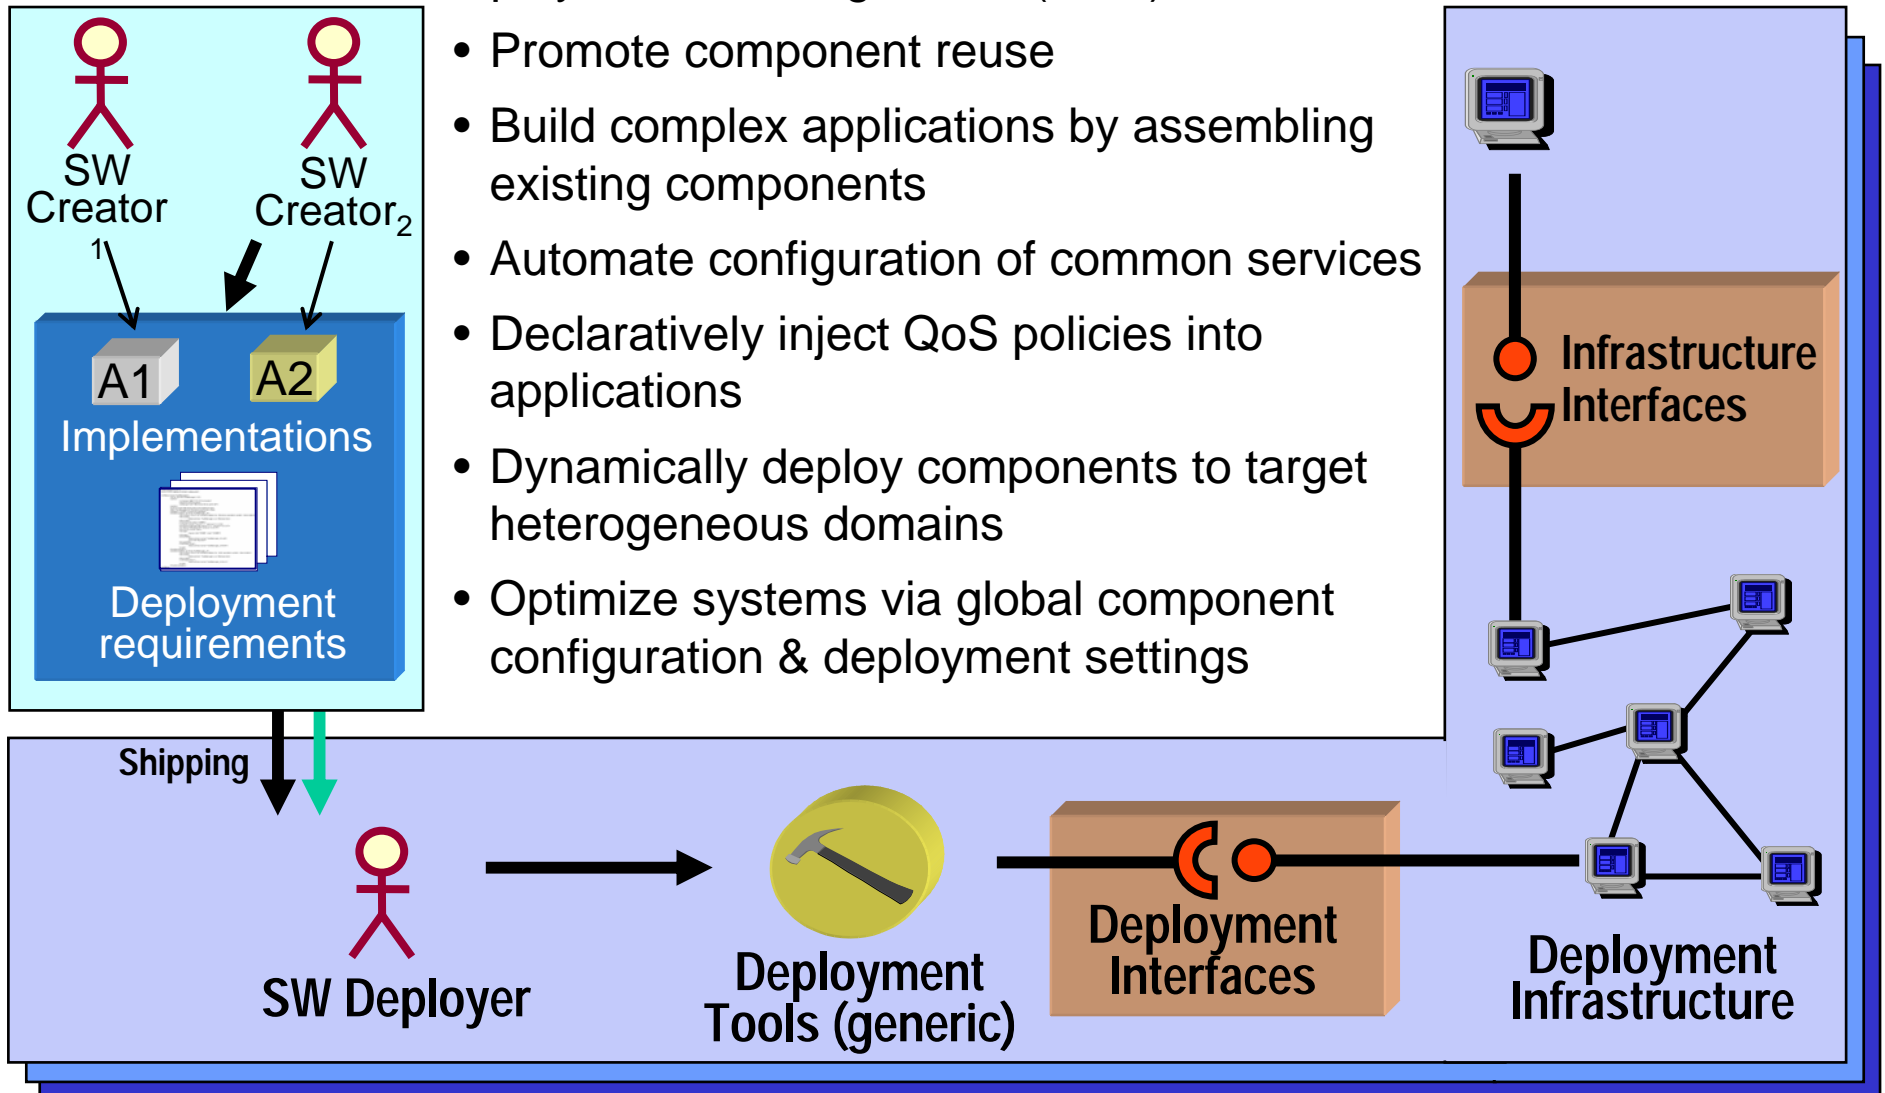 • Promote component reuse
• Build complex applications by assembling
existing components
• Automate configuration of common services
• Declaratively inject QoS policies into
applications
• Dynamically deploy components to target
heterogeneous domains
• Optimize systems via global component
configuration & deployment settings
SW
Creator
1
SW
Creator2
A1
A2
Implementations
Deployment
requirements
Shipping
SW Deployer
Deployment
Tools (generic)
Deployment
Interfaces
Infrastructure
Interfaces
Deployment
Infrastructure